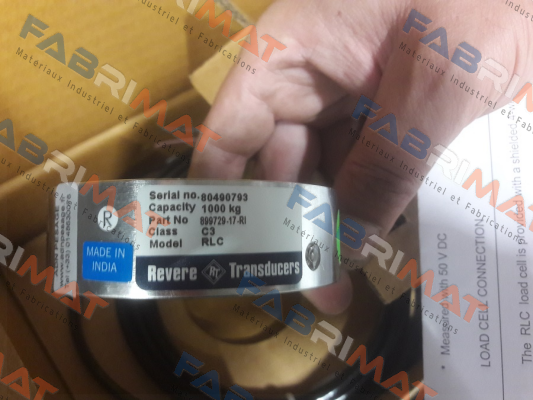 Serial no.80490793
Capacity 1000 kg
Part No 899729-17-RI
Class C3
Model RLC
MADE IN
INDIA
Revere RT Transducers
* Measured with 50 V DC
LOAD CELL CONNECTION
The RLC load cell is provided with a shielded
FABRIMAT
Materiaux Industriel et Fabrications